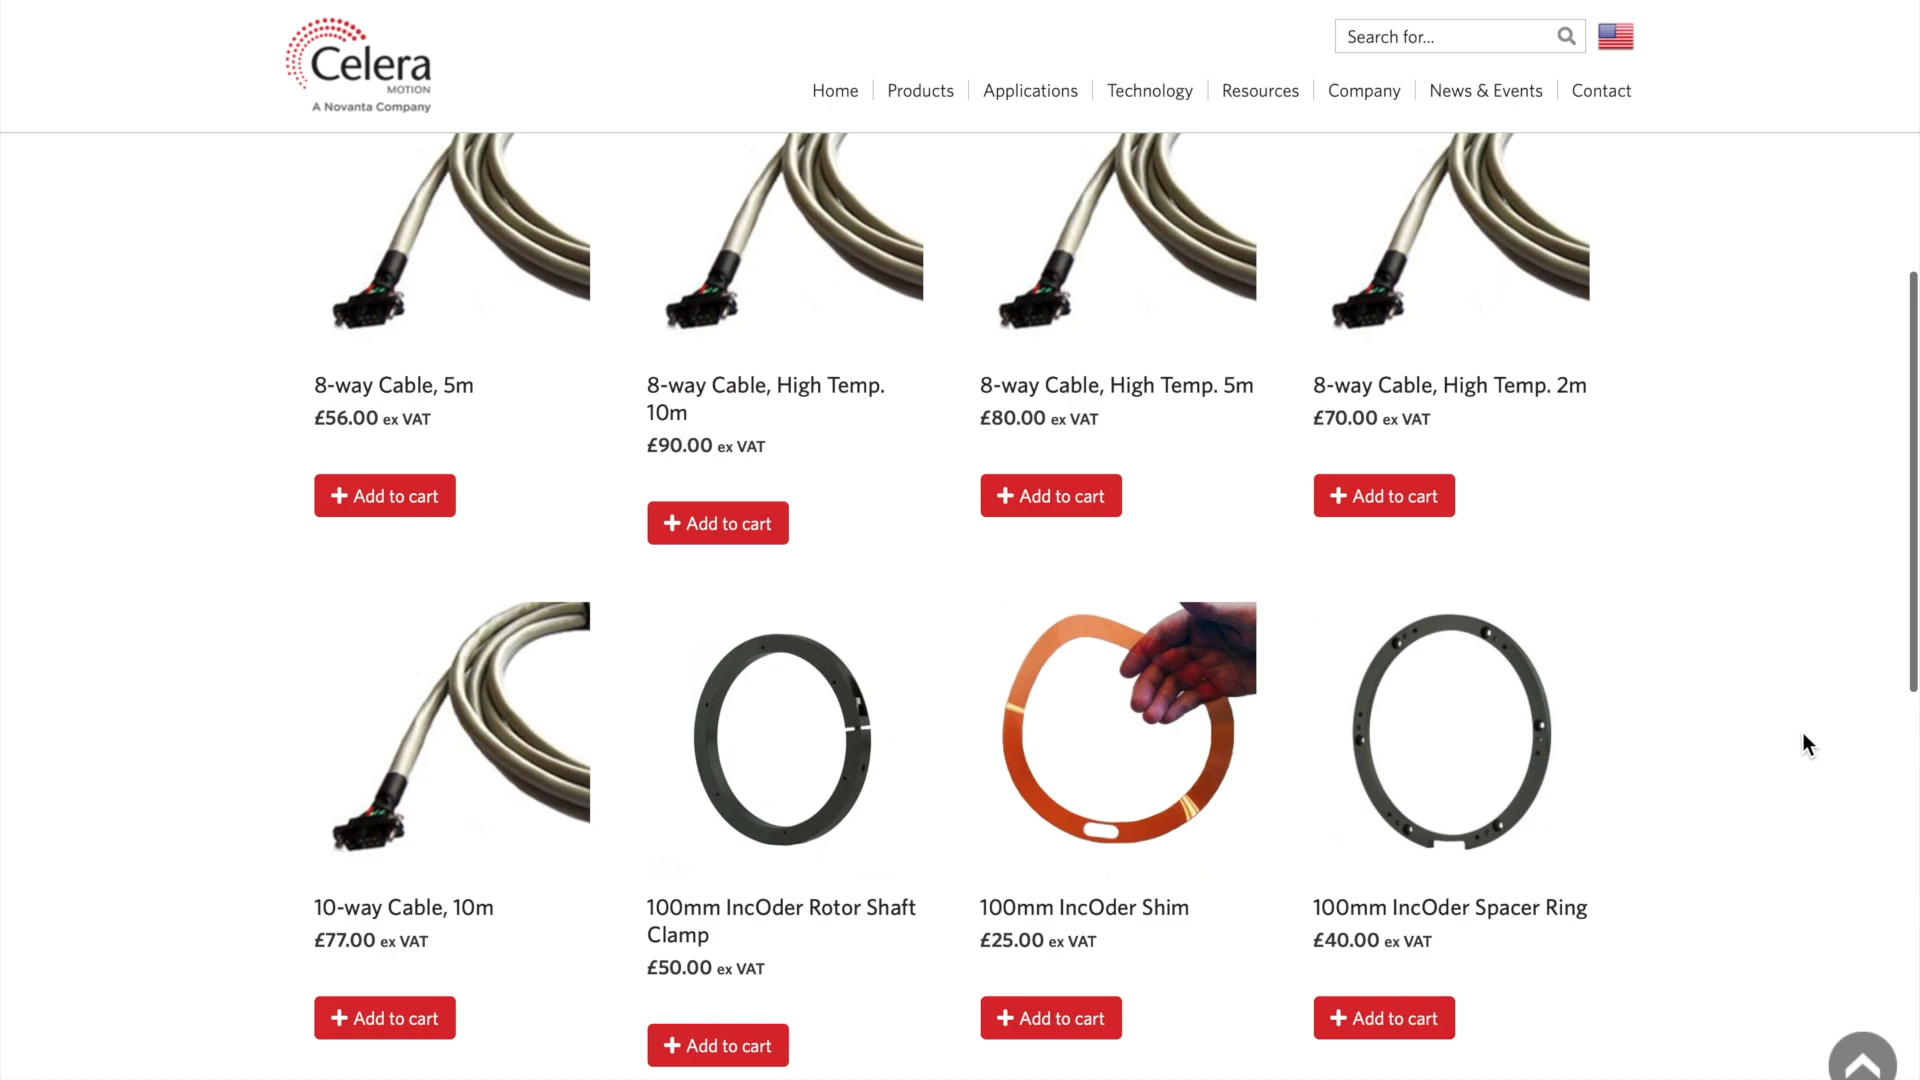 Celera
MOTION
A Novanta Company
Search for...
Home
Products
Applications
Technology
Resources
Company
News & Events
Contact
8-way Cable, 5m
£56.00 ex VAT
Add to cart
8-way Cable, High Temp.
10m
£90.00 ex VAT
Add to cart
8-way Cable, High Temp. 5m
£80.00 ex VAT
Add to cart
8-way Cable, High Temp. 2m
£70.00 ex VAT
Add to cart
10-way Cable, 10m
£77.00 ex VAT
Add to cart
100mm IncOder Rotor Shaft
Clamp
£50.00 ex VAT
Add to cart
100mm IncOder Shim
£25.00 ex VAT
Add to cart
100mm IncOder Spacer Ring
£40.00 ex VAT
Add to cart